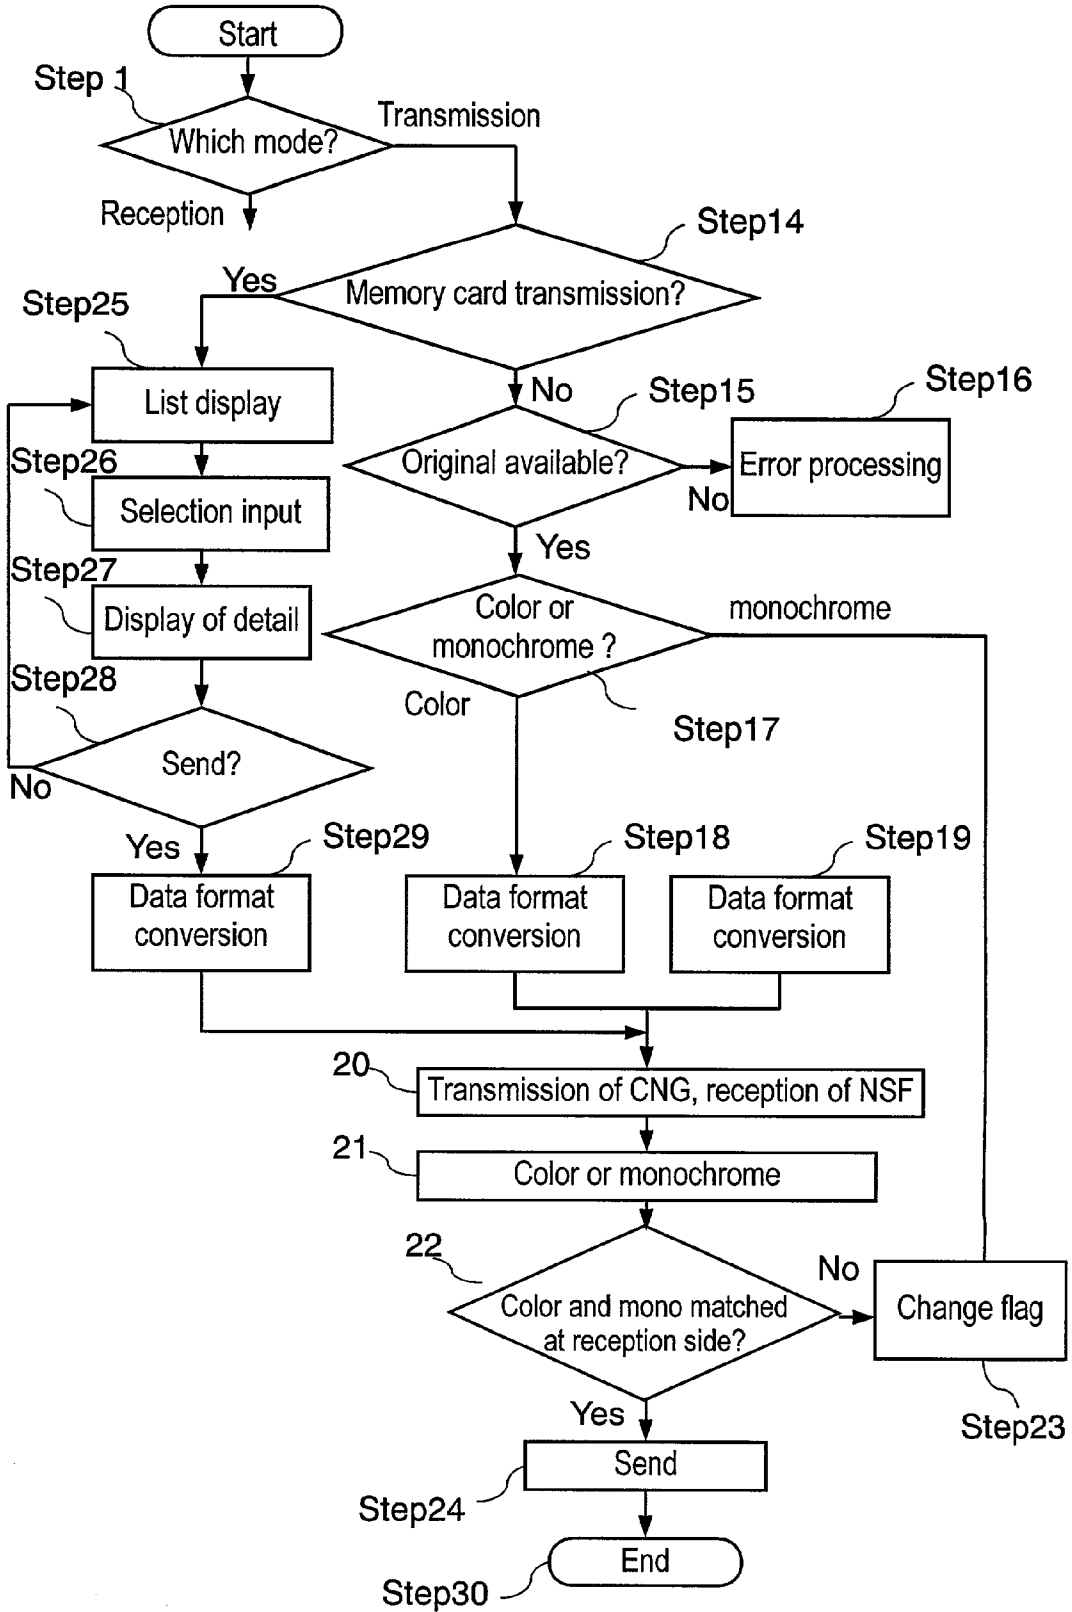 Start
Step 1
Which mode?
Transmission
Reception
Step14
Memory card transmission?
Yes
No
Step25
List display
Step26
Selection input
Step27
Display of detail
Step28
Send?
No
Yes
Step29
Data format
conversion
Step15
Original available?
No
Step16
Error processing
Yes
Color or
monochrome ?
monochrome
Color
Step17
Step18
Data format
conversion
Step19
Data format
conversion
20
Transmission of CNG, reception of NSF
21
Color or monochrome
22
Color and mono matched
at reception side?
No
Change flag
Step23
Yes
Send
Step24
End
Step30